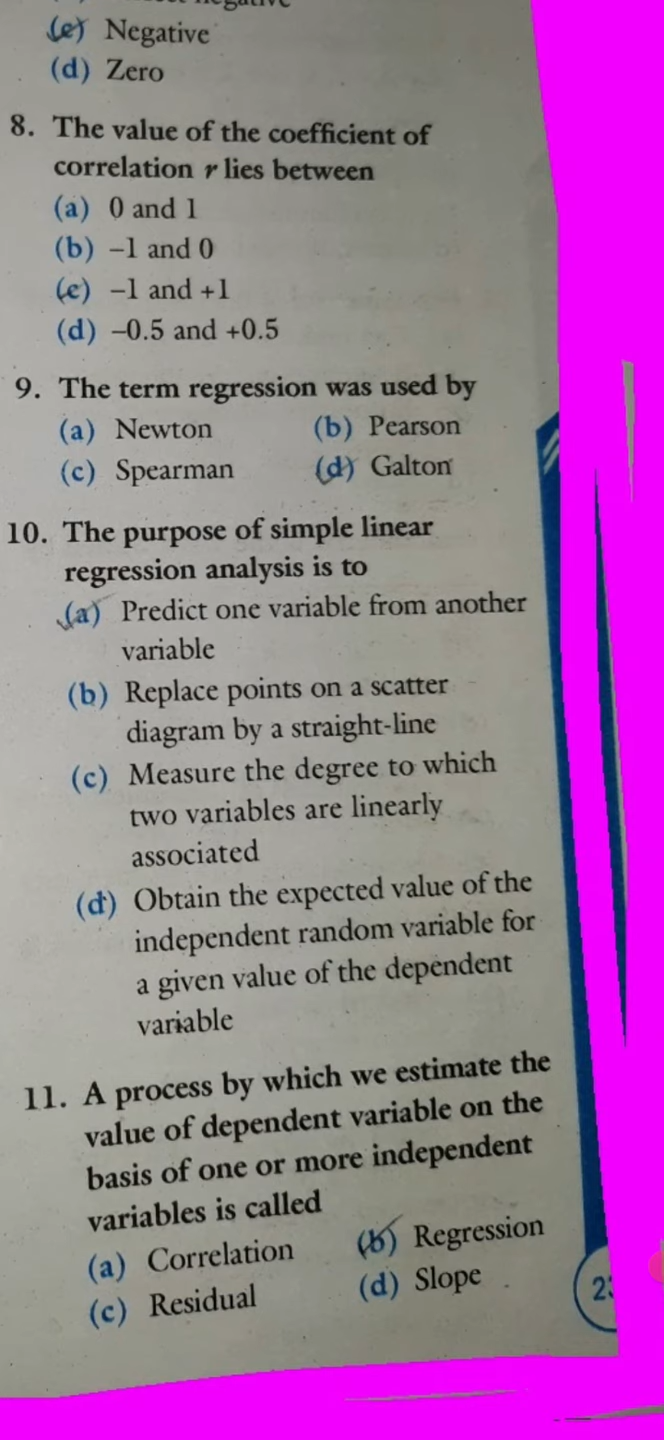 (c) Negative
(d) Zero
8. The value of the coefficient of
correlation r lies between
(a) 0 and 1
(b) –1 and 0
(c) –1 and +1
(d) –0.5 and +0.5
9. The term regression was used by
(a) Newton (b) Pearson
(c) Spearman (d) Galton
10. The purpose of simple linear
regression analysis is to
(a) Predict one variable from another
variable
(b) Replace points on a scatter
diagram by a straight-line
(c) Measure the degree to which
two variables are linearly
associated
(d) Obtain the expected value of the
independent random variable for
a given value of the dependent
variable
11. A process by which we estimate the
value of dependent variable on the
basis of one or more independent
variables is called
(a) Correlation (b) Regression
(c) Residual (d) Slope